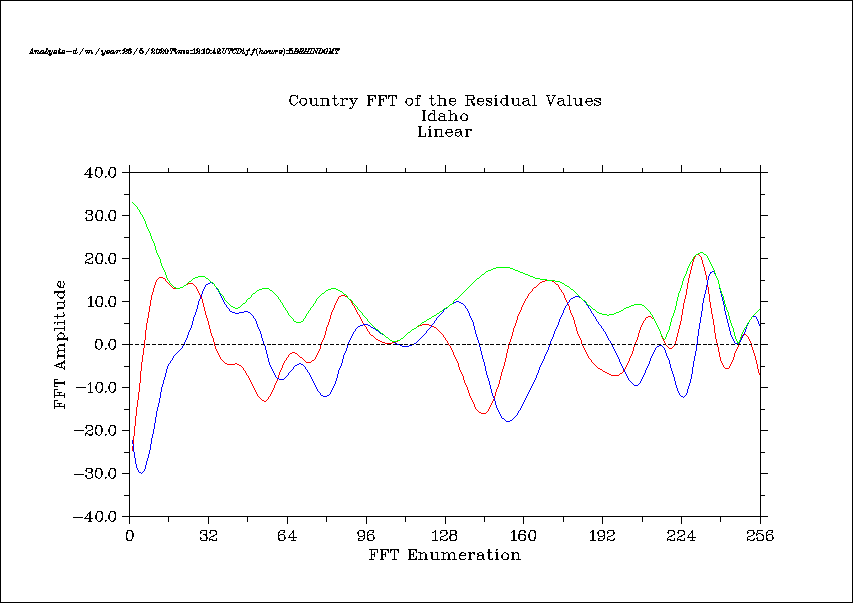 Country FFT of the Residual Values
Idaho
Linear
40.0
30.0
20.0
10.0
0.0
−10.0
−20.0
−30.0
−40.0
FFT Amplitude
0 32 64 96 128 160 192 224 256
FFT Enumeration